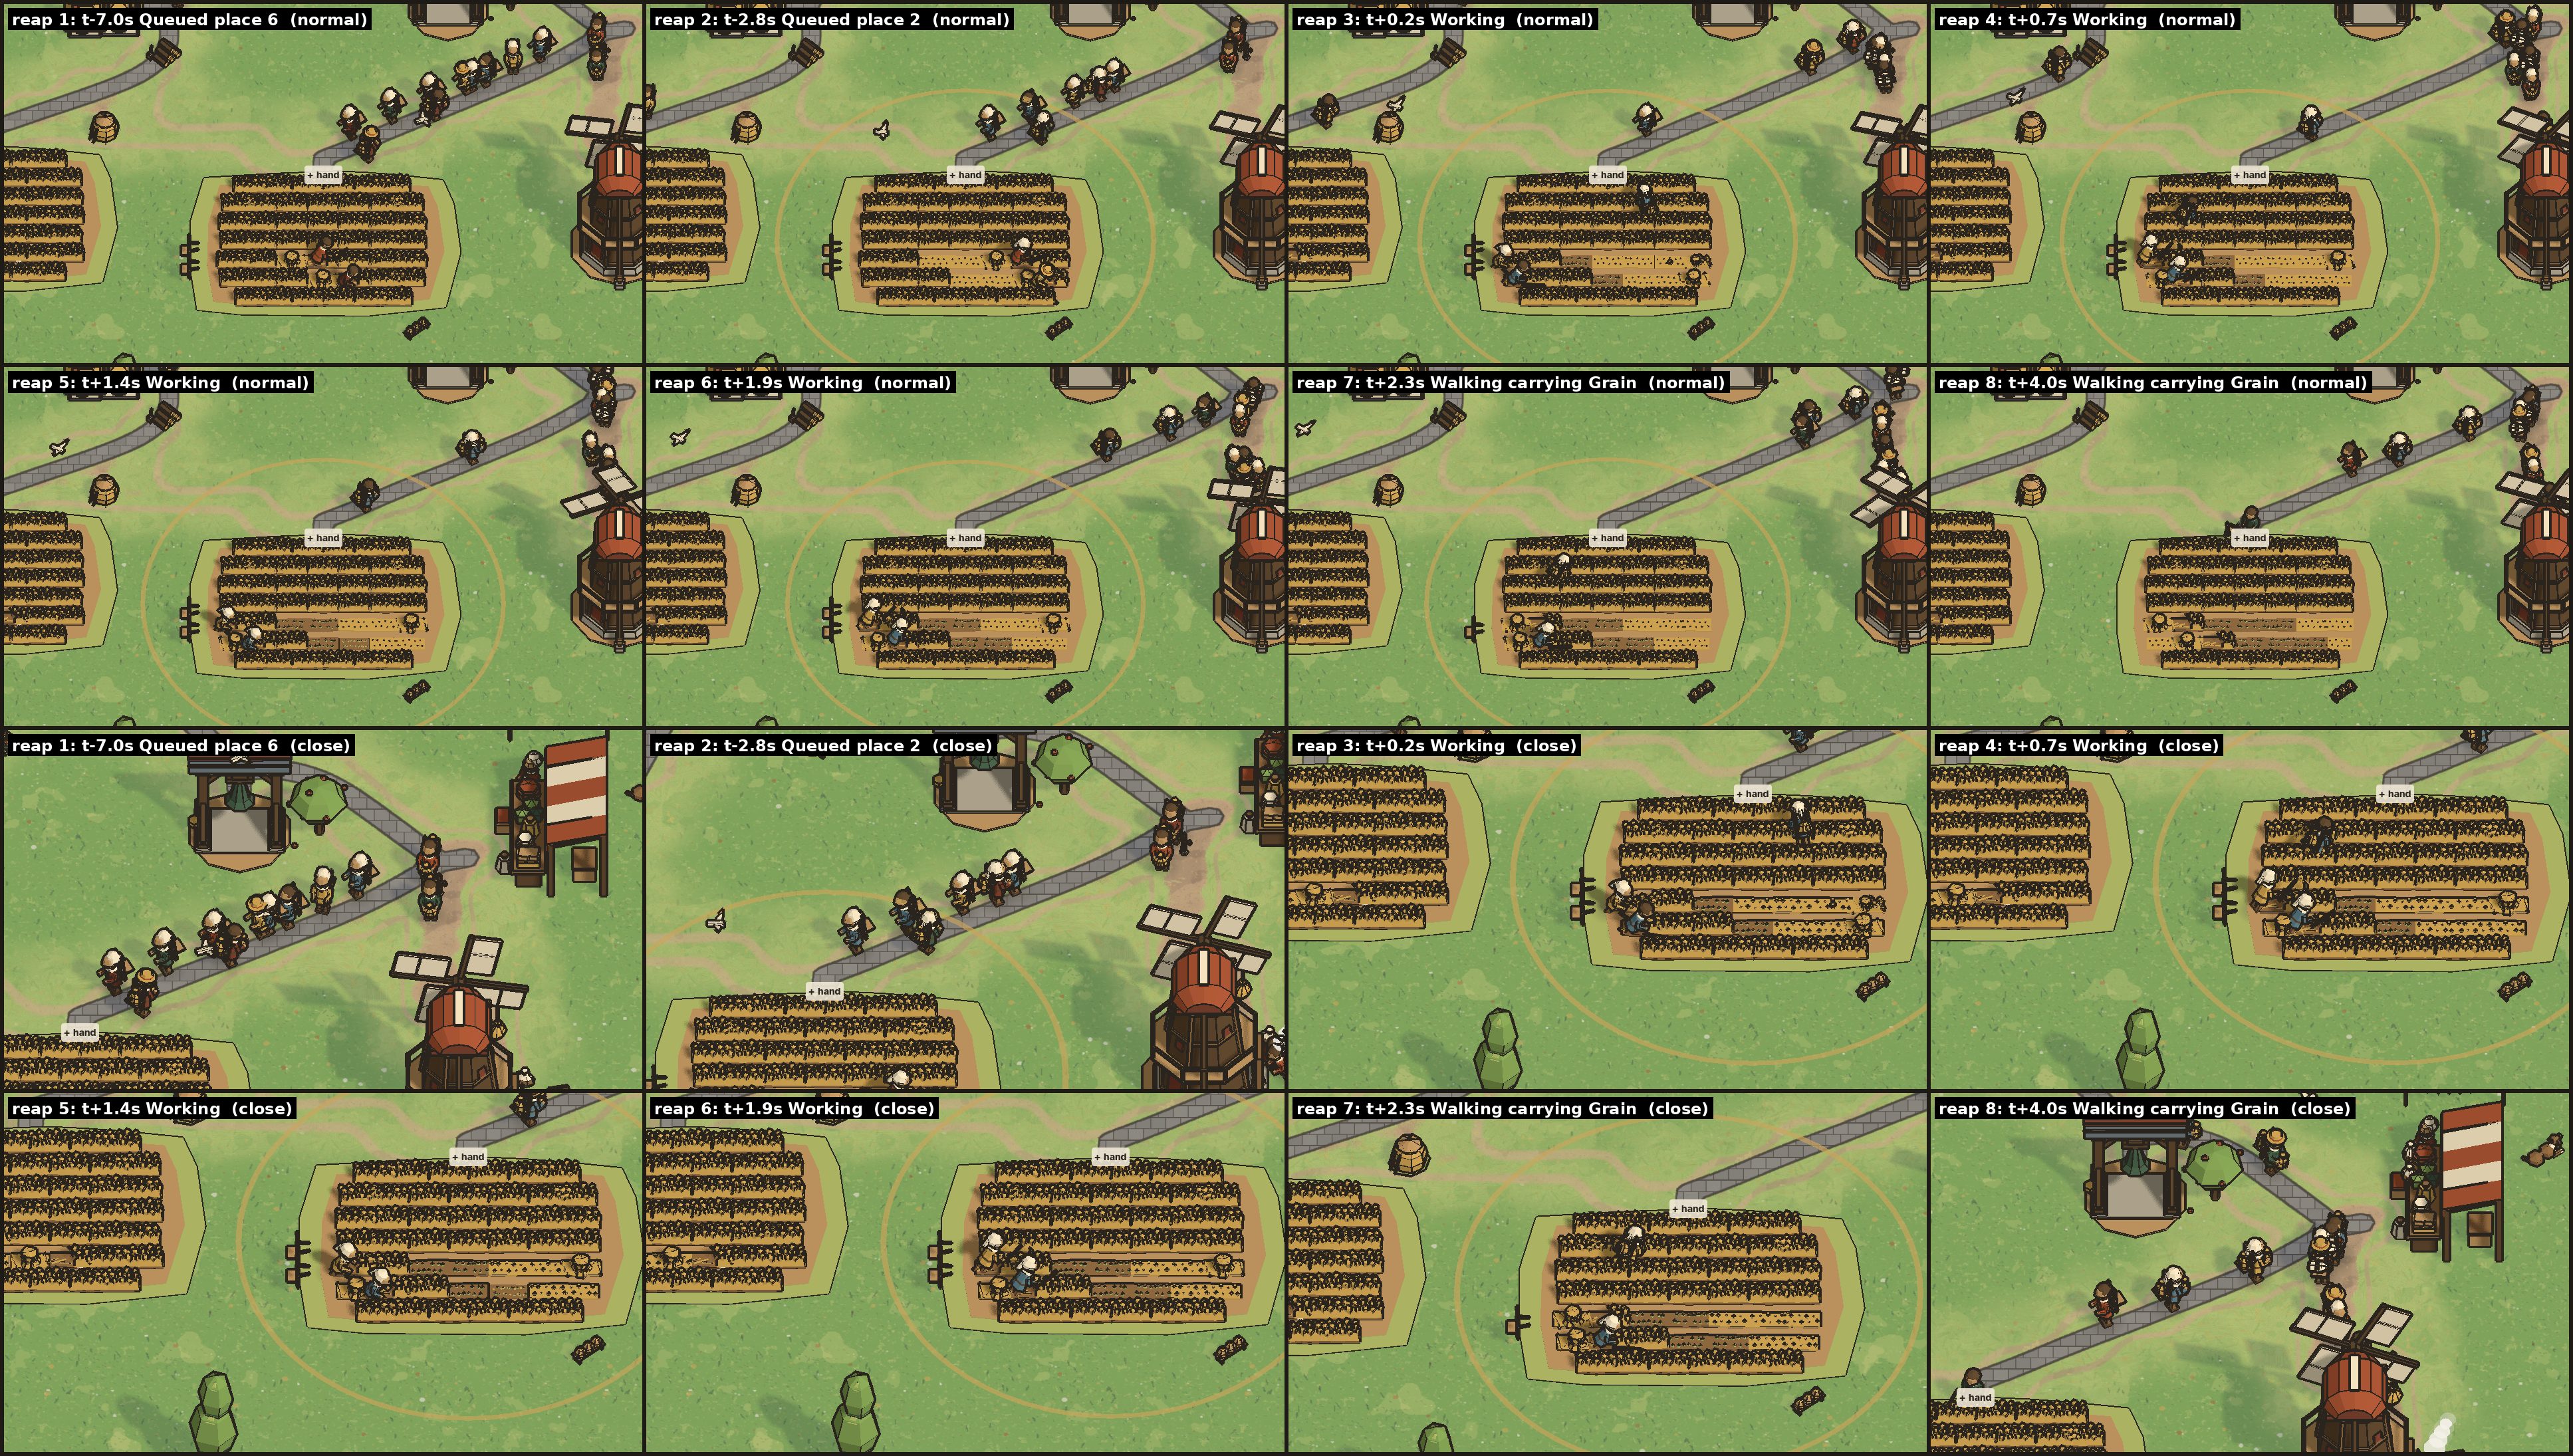 reap 1: t-7.0s Queued place 6 (normal)
reap 2: t-2.8s Queued place 2 (normal)
reap 3: t+0.2s Working (normal)
reap 4: t+0.7s Working (normal)
+ hand
+ hand
+ hand
+ hand
reap 5: t+1.4s Working (normal)
reap 6: t+1.9s Working (normal)
reap 7: t+2.3s Walking carrying Grain (normal)
reap 8: t+4.0s Walking carrying Grain (normal)
+ hand
+ hand
+ hand
+ hand
reap 1: t-7.0s Queued place 6 (close)
reap 2: t-2.8s Queued place 2 (close)
reap 3: t+0.2s Working (close)
reap 4: t+0.7s Working (close)
+ hand
+ hand
+ hand
+ hand
reap 5: t+1.4s Working (close)
reap 6: t+1.9s Working (close)
reap 7: t+2.3s Walking carrying Grain (close)
reap 8: t+4.0s Walking carrying Grain (close)
+ hand
+ hand
+ hand
+ hand